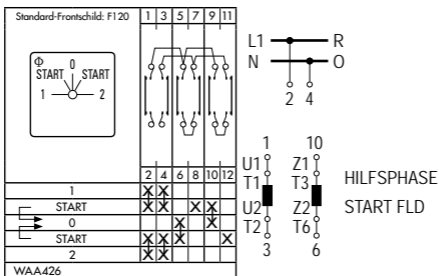 Standard-Frontschild: F120
1 3 5 7 9 11
L1 R
N O
Φ 0
START START
1 2
2 4
2 4 6 8 10 12
1 X X
START X X X X
0 X X
START X X X X
2 X X
WAA426
1 10
U1 Z1
T1 T3 HILFSPHASE
U2 Z2 START FLD
T2 T6
3 6